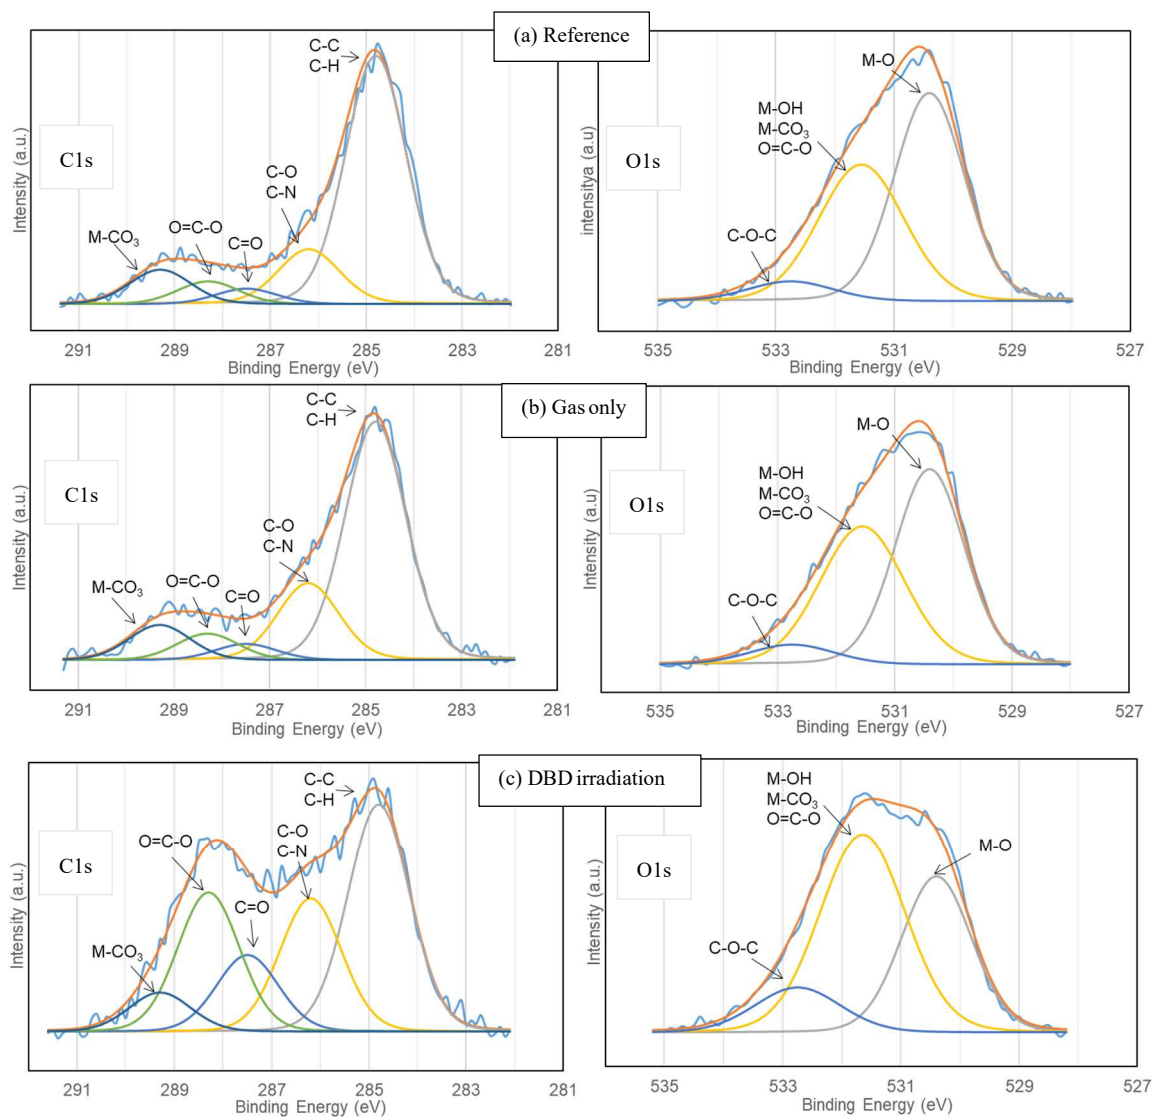 (a) Reference
C1s
Intensity (a.u.)
C-C
C-H
C-O
C-N
C=O
O=C-O
M-CO3
291 289 287 285 283 281
Binding Energy (eV)
O1s
intensitya (a.u)
M-O
M-OH
M-CO3
O=C-O
C-O-C
535 533 531 529 527
Binding Energy (eV)
(b) Gas only
C1s
Intensity (a.u.)
C-C
C-H
C-O
C-N
C=O
O=C-O
M-CO3
291 289 287 285 283 281
Binding Energy (eV)
O1s
Intensity (a.u)
M-O
M-OH
M-CO3
O=C-O
C-O-C
535 533 531 529 527
Binding Energy (eV)
(c) DBD irradiation
C1s
Intensity (a.u.)
C-C
C-H
C-O
C-N
C=O
O=C-O
M-CO3
291 289 287 285 283 281
Binding Energy (eV)
O1s
Intensity (a.u.)
M-OH
M-CO3
O=C-O
M-O
C-O-C
535 533 531 529 527
Binding Energy (eV)